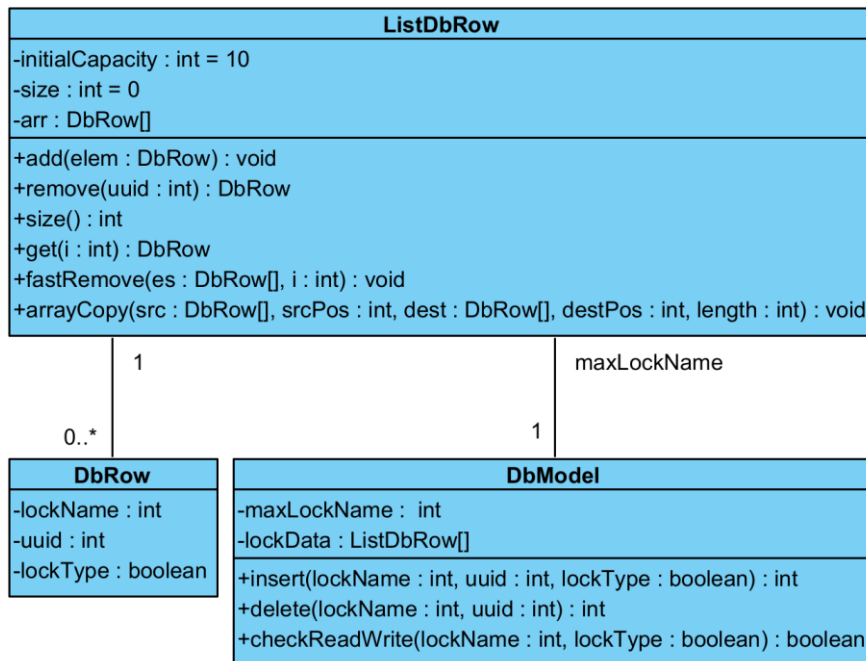 ListDbRow
-initialCapacity : int = 10
-size : int = 0
-arr : DbRow[]
+add(elem : DbRow) : void
+remove(uuid : int) : DbRow
+size() : int
+get(i : int) : DbRow
+fastRemove(es : DbRow[], i : int) : void
+arrayCopy(src : DbRow[], srcPos : int, dest : DbRow[], destPos : int, length : int) : void
1
maxLockName
0..*
1
DbRow
-lockName : int
-uuid : int
-lockType : boolean
DbModel
-maxLockName : int
-lockData : ListDbRow[]
+insert(lockName : int, uuid : int, lockType : boolean) : int
+delete(lockName : int, uuid : int) : int
+checkReadWrite(lockName : int, lockType : boolean) : boolean